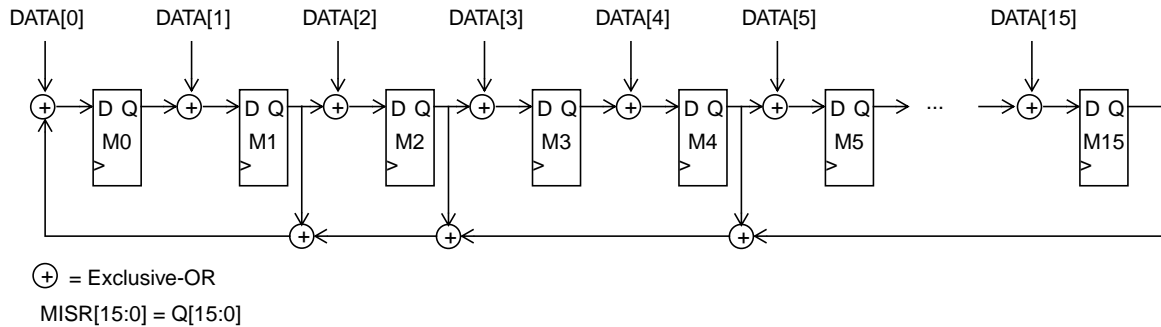 DATA[0] DATA[1] DATA[2] DATA[3] DATA[4] DATA[5] DATA[15]
+ D Q + D Q + D Q + D Q + D Q + D Q ... + D Q
M0 M1 M2 M3 M4 M5 M15
+ + +
+ = Exclusive-OR
MISR[15:0] = Q[15:0]